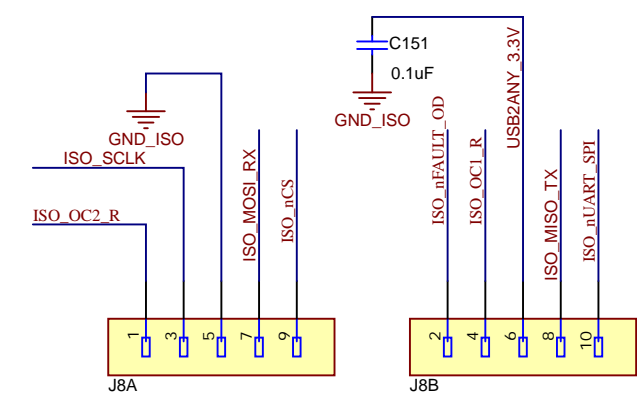 C151
0.1uF
GND_ISO
GND_ISO
ISO_SCLK
ISO_OC2_R
ISO_MOSI_RX
ISO_nCS
ISO_nFAULT_OD
ISO_OC1_R
USB2ANY_3.3V
ISO_MISO_TX
ISO_nUART_SPI
1 3 5 7 9
2 4 6 8 10
J8A
J8B